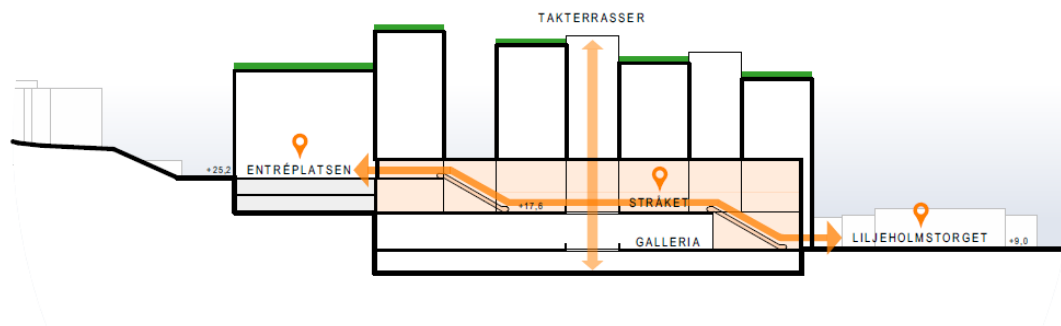 TAKTERRASSER
+25,2
ENTRÉPLATSEN
+17,6
STRÅKET
GALLERIA
LILJEHOLMSTORGET
+9,0